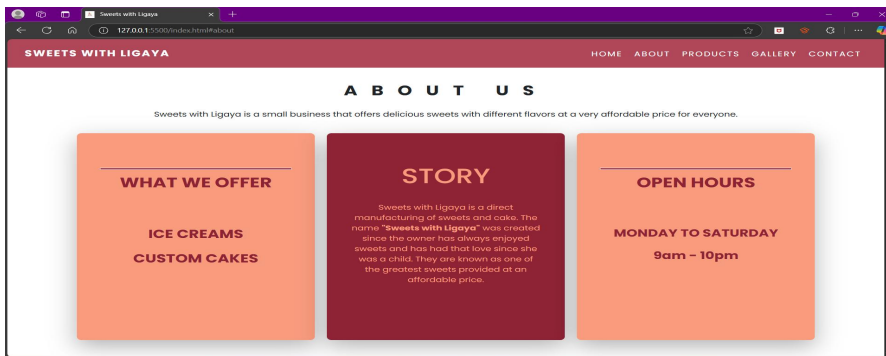 Sweets with Ligaya
127.0.0.1:5500/index.html#about
SWEETS WITH LIGAYA
HOME ABOUT PRODUCTS GALLERY CONTACT
ABOUT US
Sweets with Ligaya is a small business that offers delicious sweets with different flavors at a very affordable price for everyone.
WHAT WE OFFER
ICE CREAMS
CUSTOM CAKES
STORY
Sweets with Ligaya is a direct
manufacturing of sweets and cake. The
name "Sweets with Ligaya" was created
since the owner has always enjoyed
sweets and has had that love since she
was a child. They are known as one of
the greatest sweets provided at an
affordable price.
OPEN HOURS
MONDAY TO SATURDAY
9am - 10pm